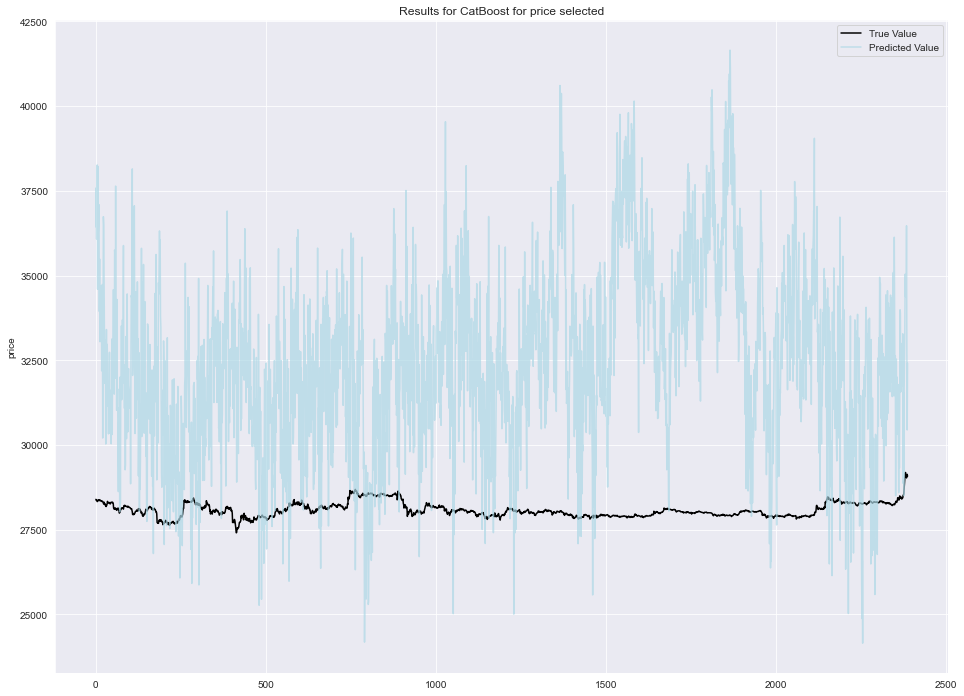 Results for CatBoost for price selected
True Value
Predicted Value
42500
40000
37500
35000
32500
30000
27500
25000
price
0 500 1000 1500 2000 2500